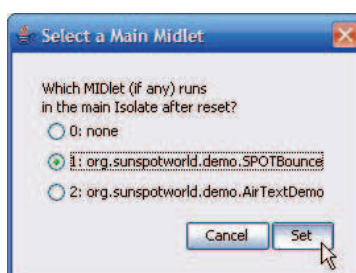 Select a Main Midlet
Which MIDlet (if any) runs
in the main Isolate after reset?
0: none
1: org.sunspotworld.demo.SPOTBounce
2: org.sunspotworld.demo.AirTextDemo
Cancel Set